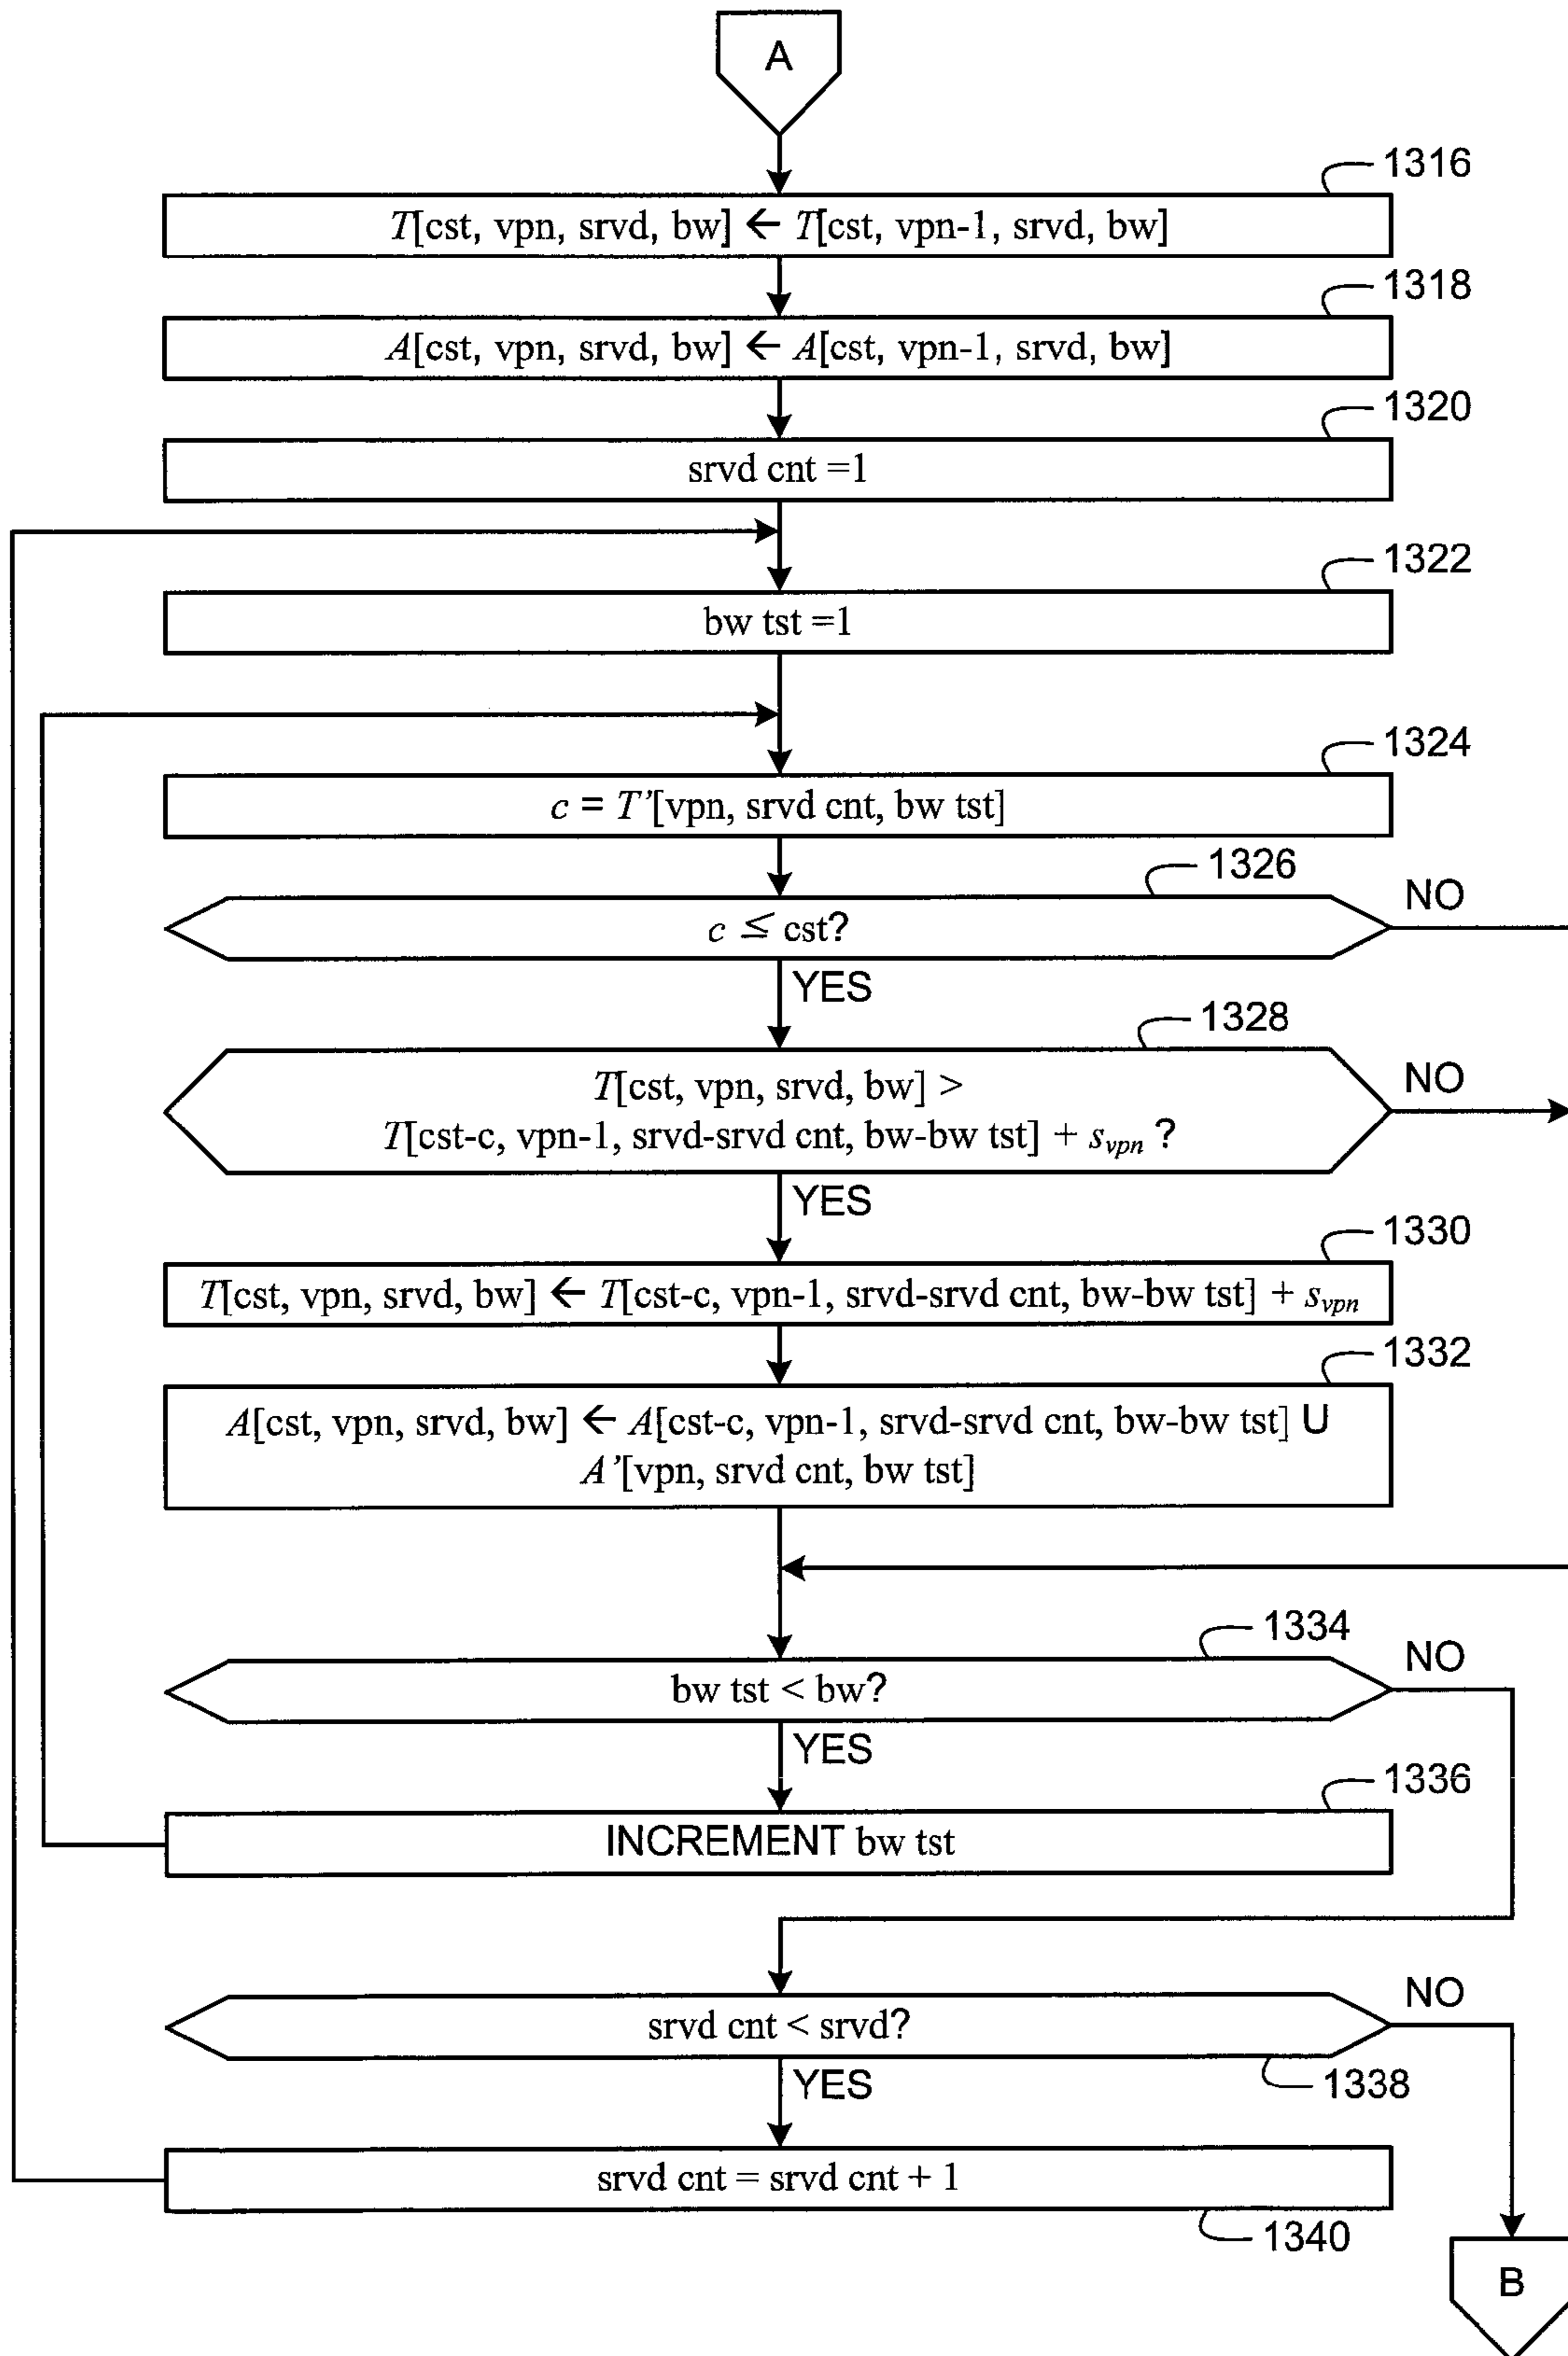 A
1316
T[cst, vpn, srvd, bw] ← T[cst, vpn-1, srvd, bw]
1318
A[cst, vpn, srvd, bw] ← A[cst, vpn-1, srvd, bw]
1320
srvd cnt =1
1322
bw tst =1
1324
c = T’[vpn, srvd cnt, bw tst]
1326
c ≤ cst?
NO
YES
1328
T[cst, vpn, srvd, bw] >
T[cst-c, vpn-1, srvd-srvd cnt, bw-bw tst] + svpn ?
NO
YES
1330
T[cst, vpn, srvd, bw] ← T[cst-c, vpn-1, srvd-srvd cnt, bw-bw tst] + svpn
1332
A[cst, vpn, srvd, bw] ← A[cst-c, vpn-1, srvd-srvd cnt, bw-bw tst] U
A’[vpn, srvd cnt, bw tst]
1334
bw tst < bw?
NO
YES
1336
INCREMENT bw tst
srvd cnt < srvd?
NO
YES
1338
srvd cnt = srvd cnt + 1
1340
B